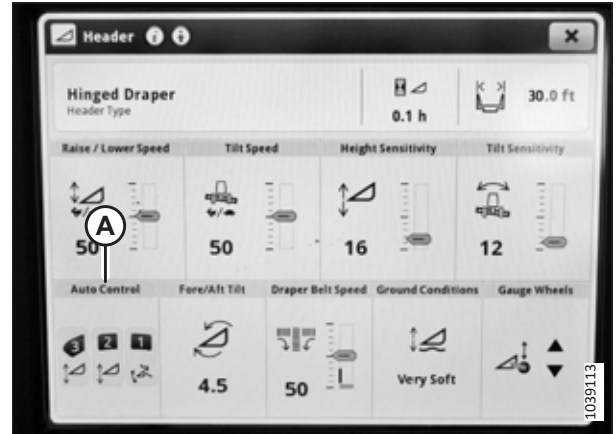 Header
Hinged Draper
Header Type
0.1 h
30.0 ft
Raise / Lower Speed
Tilt Speed
Height Sensitivity
Tilt Sensitivity
50
50
16
12
A
Auto Control
Fore/Aft Tilt
Draper Belt Speed
Ground Conditions
Gauge Wheels
3 2 1
4.5
50
Very Soft
1039113